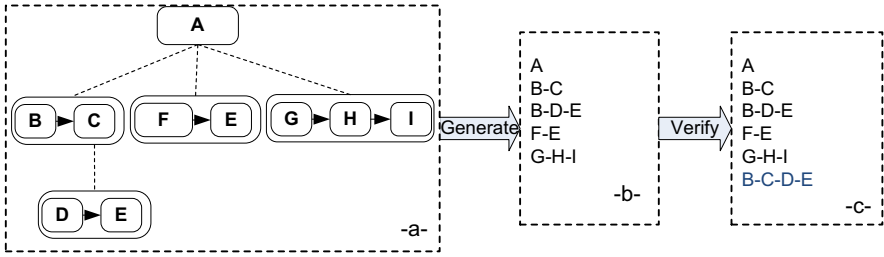 A
B C
F E
G H I
D E
-a-
Generate
A
B-C
B-D-E
F-E
G-H-I
-b-
Verify
A
B-C
B-D-E
F-E
G-H-I
B-C-D-E
-c-